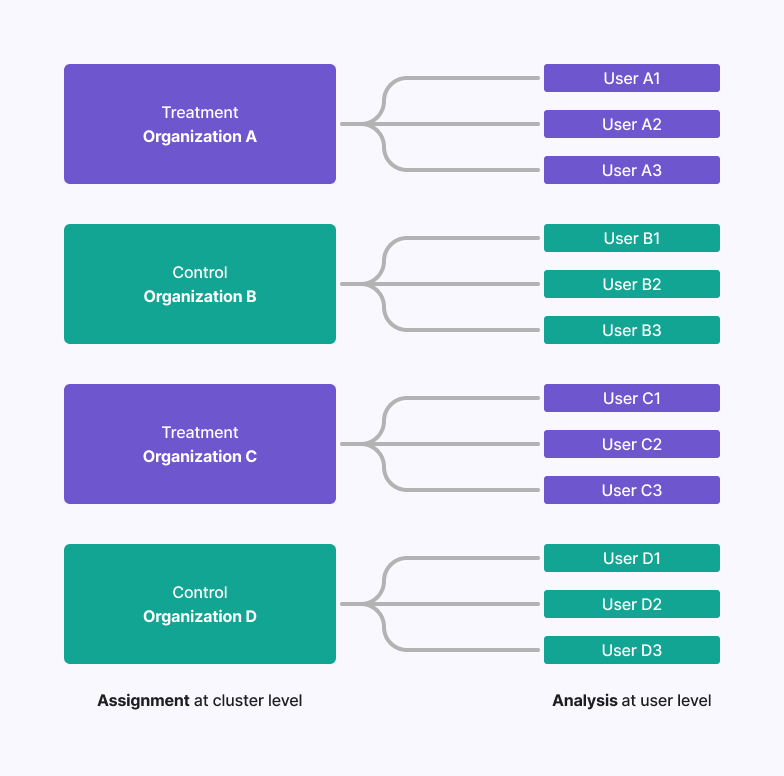 Treatment
Organization A
User A1
User A2
User A3
Control
Organization B
User B1
User B2
User B3
Treatment
Organization C
User C1
User C2
User C3
Control
Organization D
User D1
User D2
User D3
Assignment at cluster level
Analysis at user level